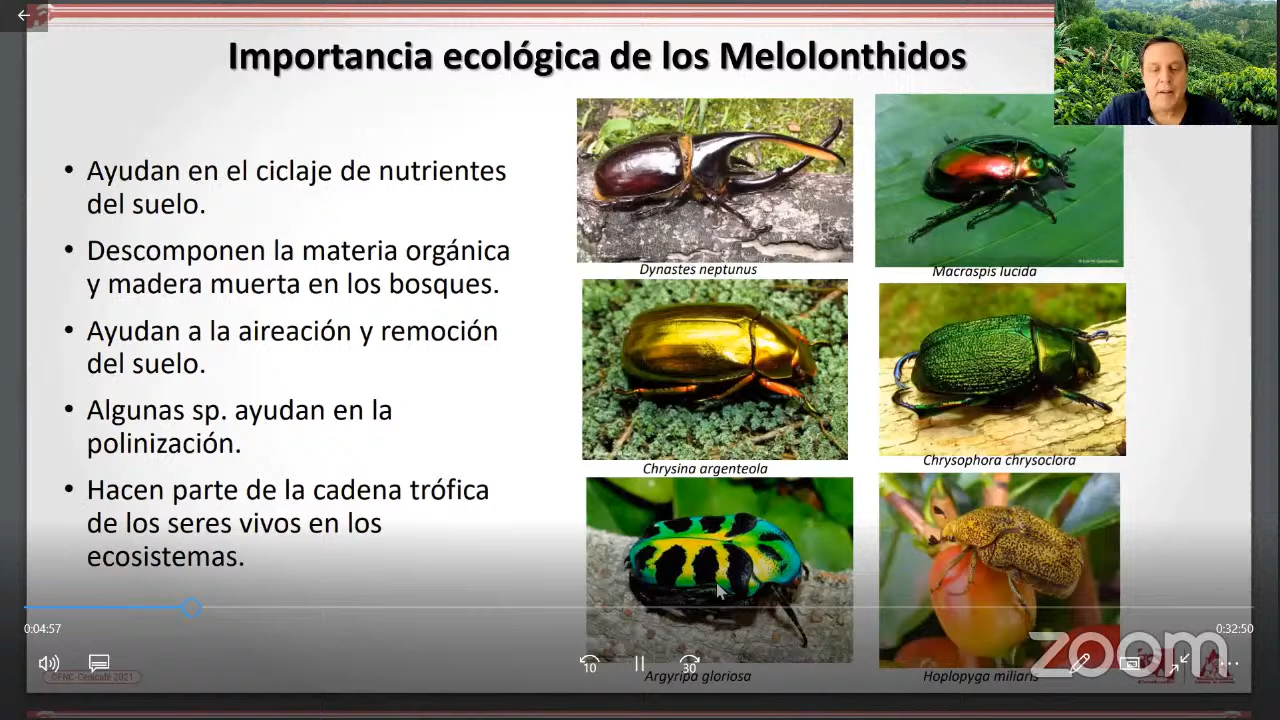 Importancia ecológica de los Melolonthidos
• Ayudan en el ciclaje de nutrientes
del suelo.
• Descomponen la materia orgánica
y madera muerta en los bosques.
• Ayudan a la aireación y remoción
del suelo.
• Algunas sp. ayudan en la
polinización.
• Hacen parte de la cadena trófica
de los seres vivos en los
ecosistemas.
Dynastes neptunus
Macraspis lucida
Chrysina argenteola
Chrysophora chrysoclora
Argyripa gloriosa
Hoplopyga miliaris
0:04:57
0:32:50
10
30
zoom
©FNC-Cenicafé 2021